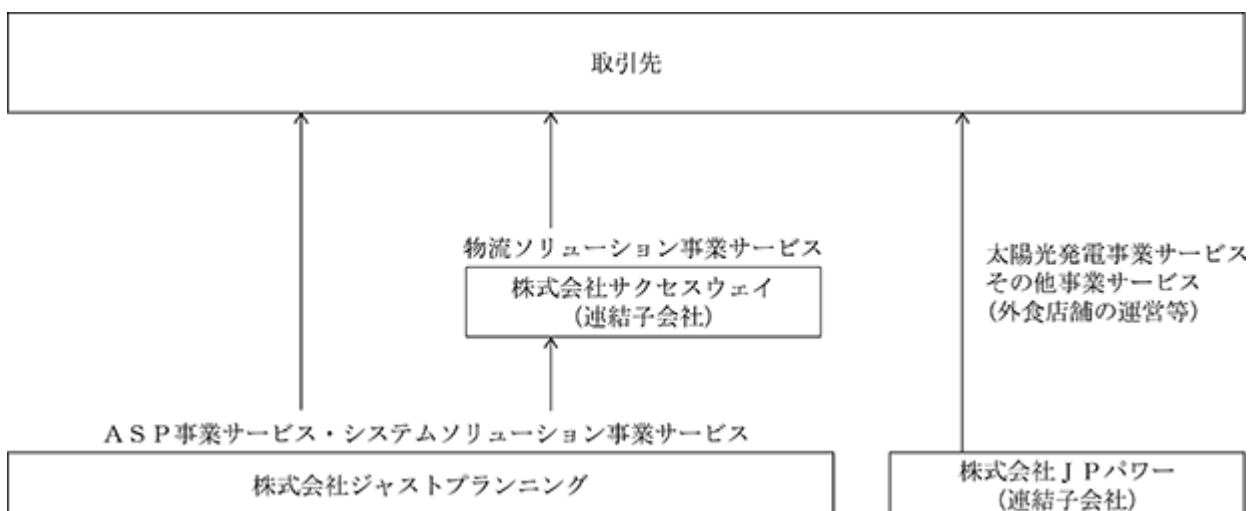 取引先
物流ソリューション事業サービス
株式会社サクセスウェイ
(連結子会社)
太陽光発電事業サービス
その他事業サービス
(外食店舗の運営等)
ＡＳＰ事業サービス・システムソリューション事業サービス
株式会社ジャストプランニング
株式会社ＪＰパワー
(連結子会社)